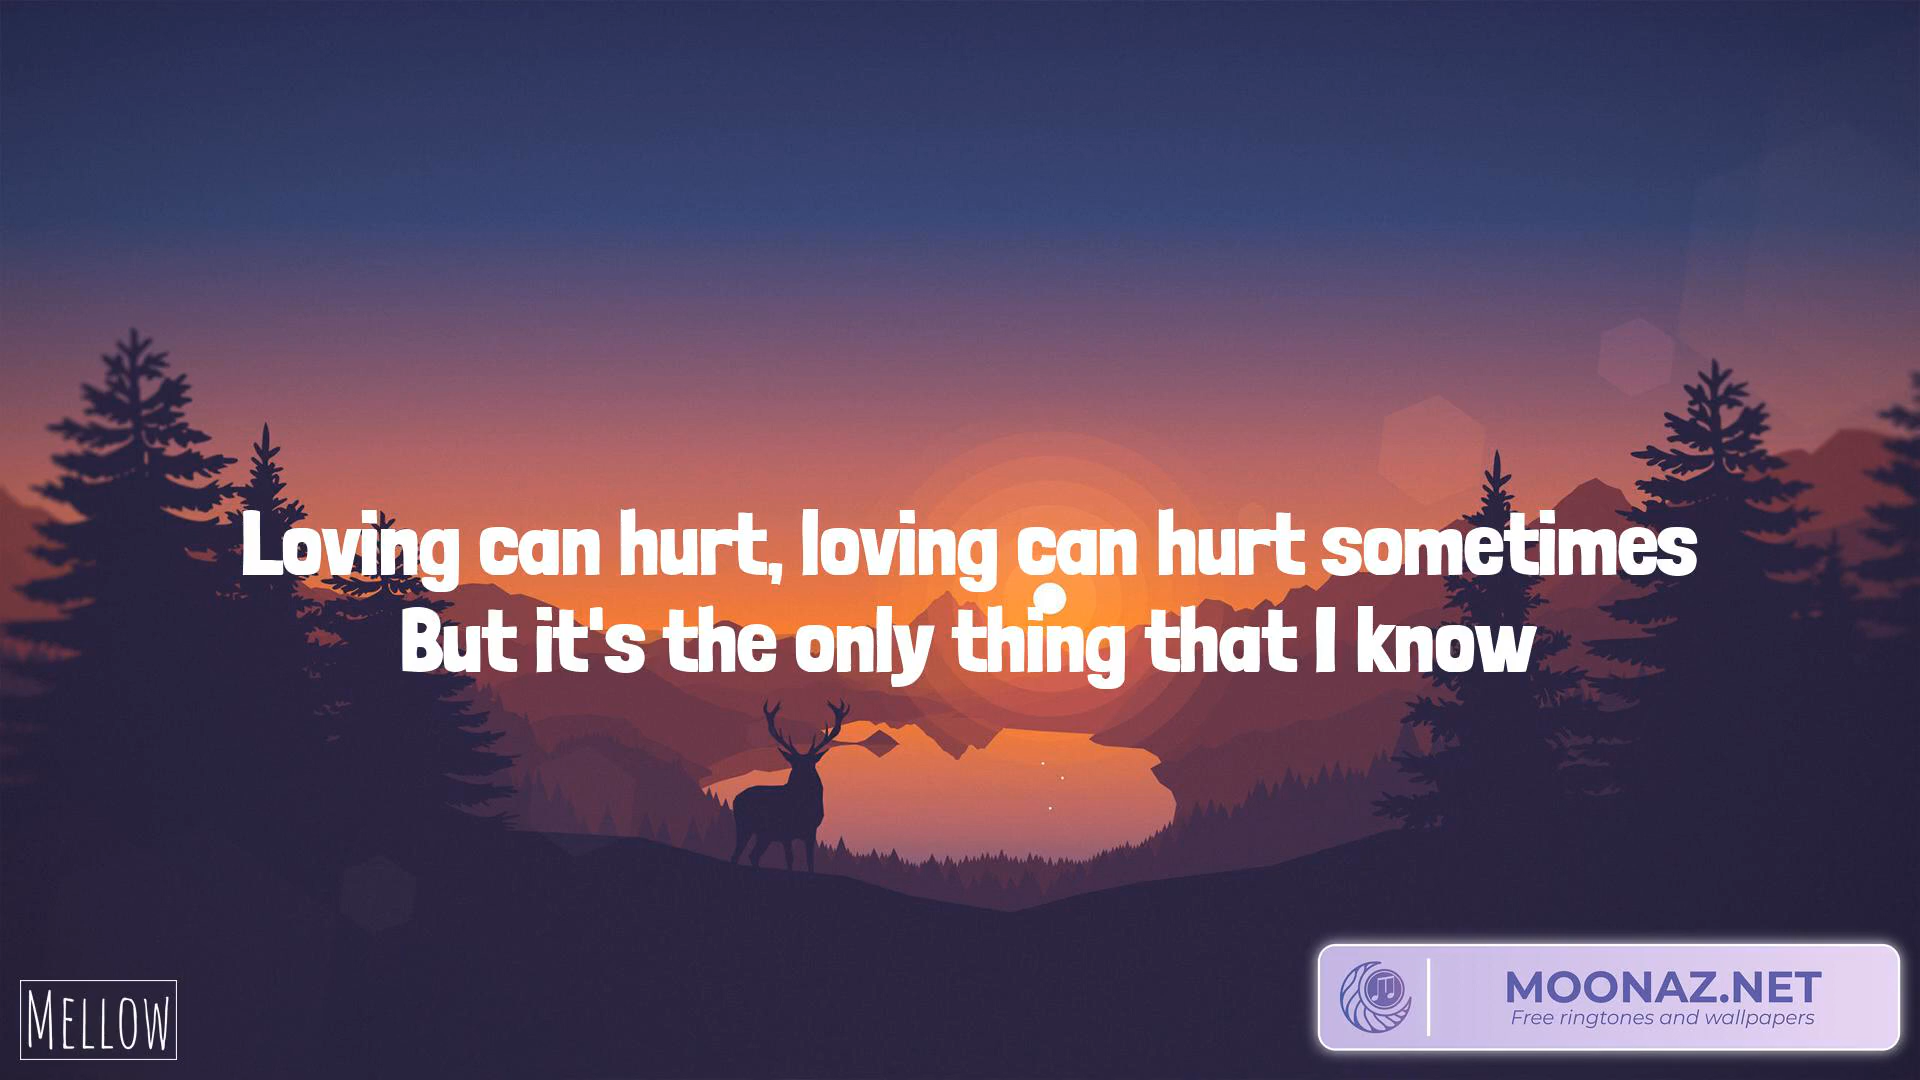 Loving can hurt, loving can hurt sometimes
But it's the only thing that I know
MELLOW
MOONAZ.NET
Free ringtones and wallpapers